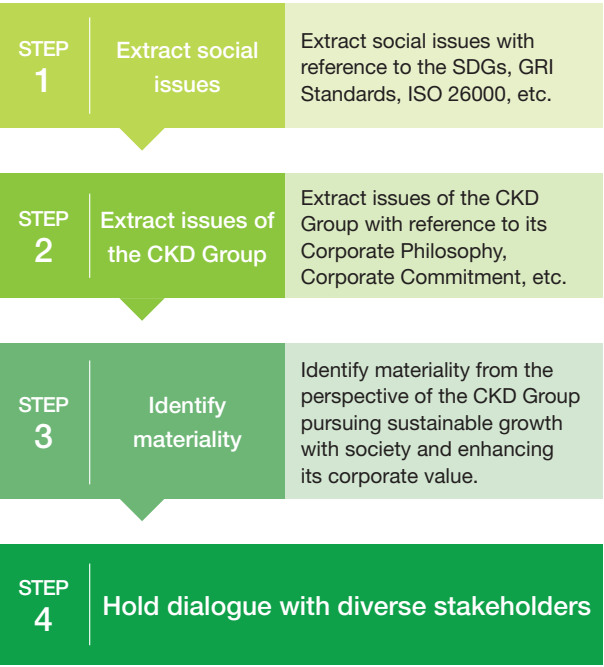 STEP
1
Extract social
issues
Extract social issues with
reference to the SDGs, GRI
Standards, ISO 26000, etc.
STEP
2
Extract issues of
the CKD Group
Extract issues of the CKD
Group with reference to its
Corporate Philosophy,
Corporate Commitment, etc.
STEP
3
Identify
materiality
Identify materiality from the
perspective of the CKD Group
pursuing sustainable growth
with society and enhancing
its corporate value.
STEP
4
Hold dialogue with diverse stakeholders